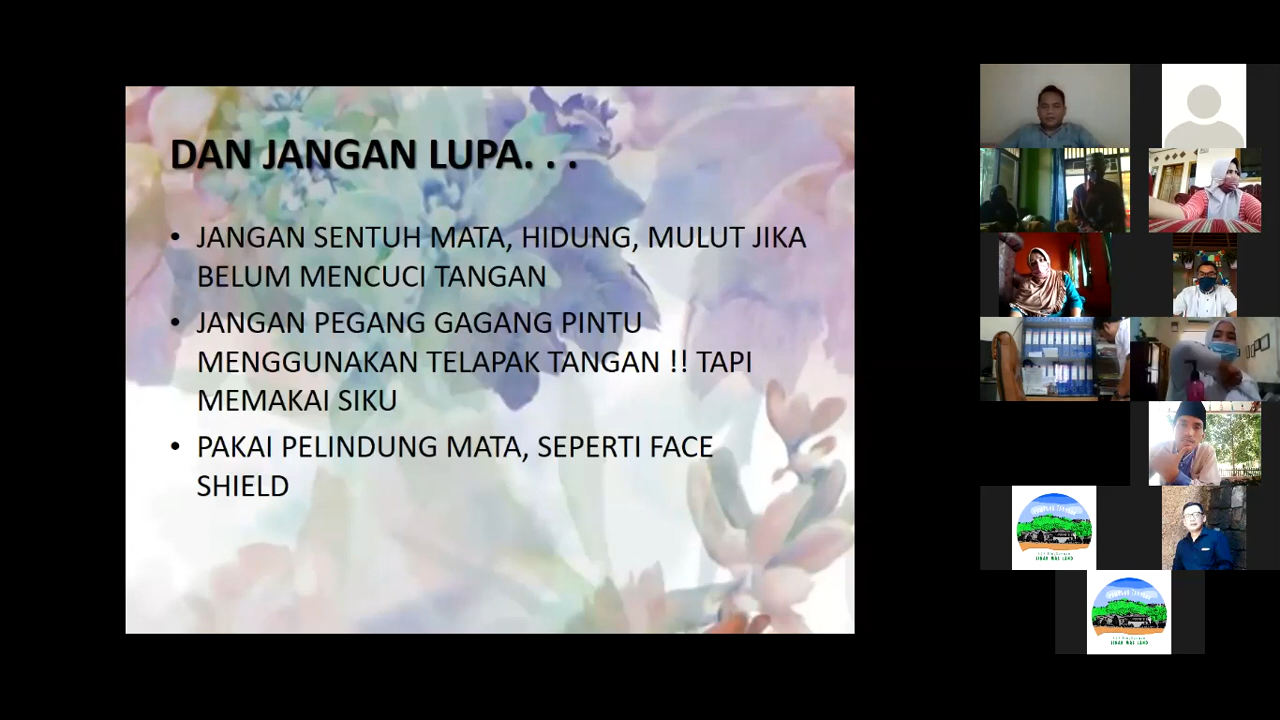 DAN JANGAN LUPA. . .
• JANGAN SENTUH MATA, HIDUNG, MULUT JIKA
BELUM MENCUCI TANGAN
• JANGAN PEGANG GAGANG PINTU
MENGGUNAKAN TELAPAK TANGAN !! TAPI
MEMAKAI SIKU
• PAKAI PELINDUNG MATA, SEPERTI FACE
SHIELD